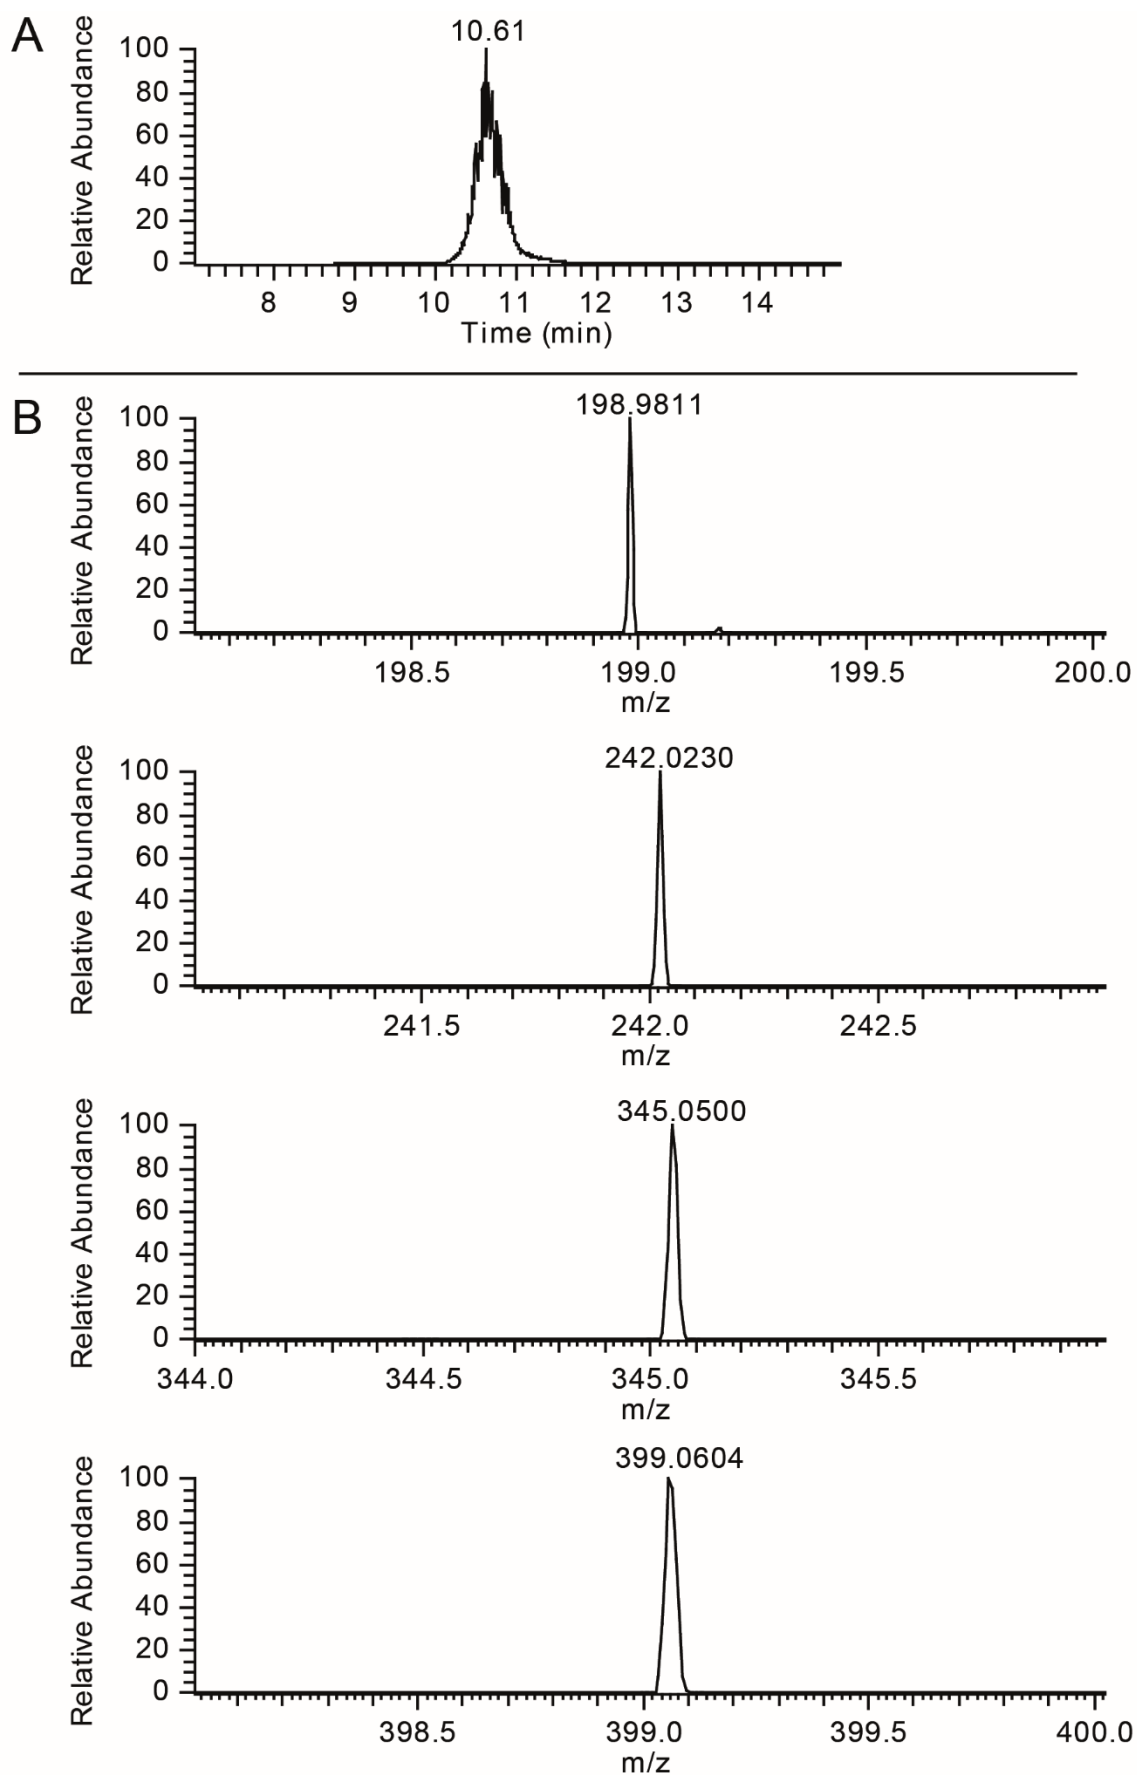 A
10.61
Relative Abundance
100
80
60
40
20
0
8 9 10 11 12 13 14
Time (min)
B
198.9811
Relative Abundance
100
80
60
40
20
0
198.5 199.0 199.5 200.0
m/z
242.0230
Relative Abundance
100
80
60
40
20
0
241.5 242.0 242.5
m/z
345.0500
Relative Abundance
100
80
60
40
20
0
344.0 344.5 345.0 345.5
m/z
399.0604
Relative Abundance
100
80
60
40
20
0
398.5 399.0 399.5 400.0
m/z